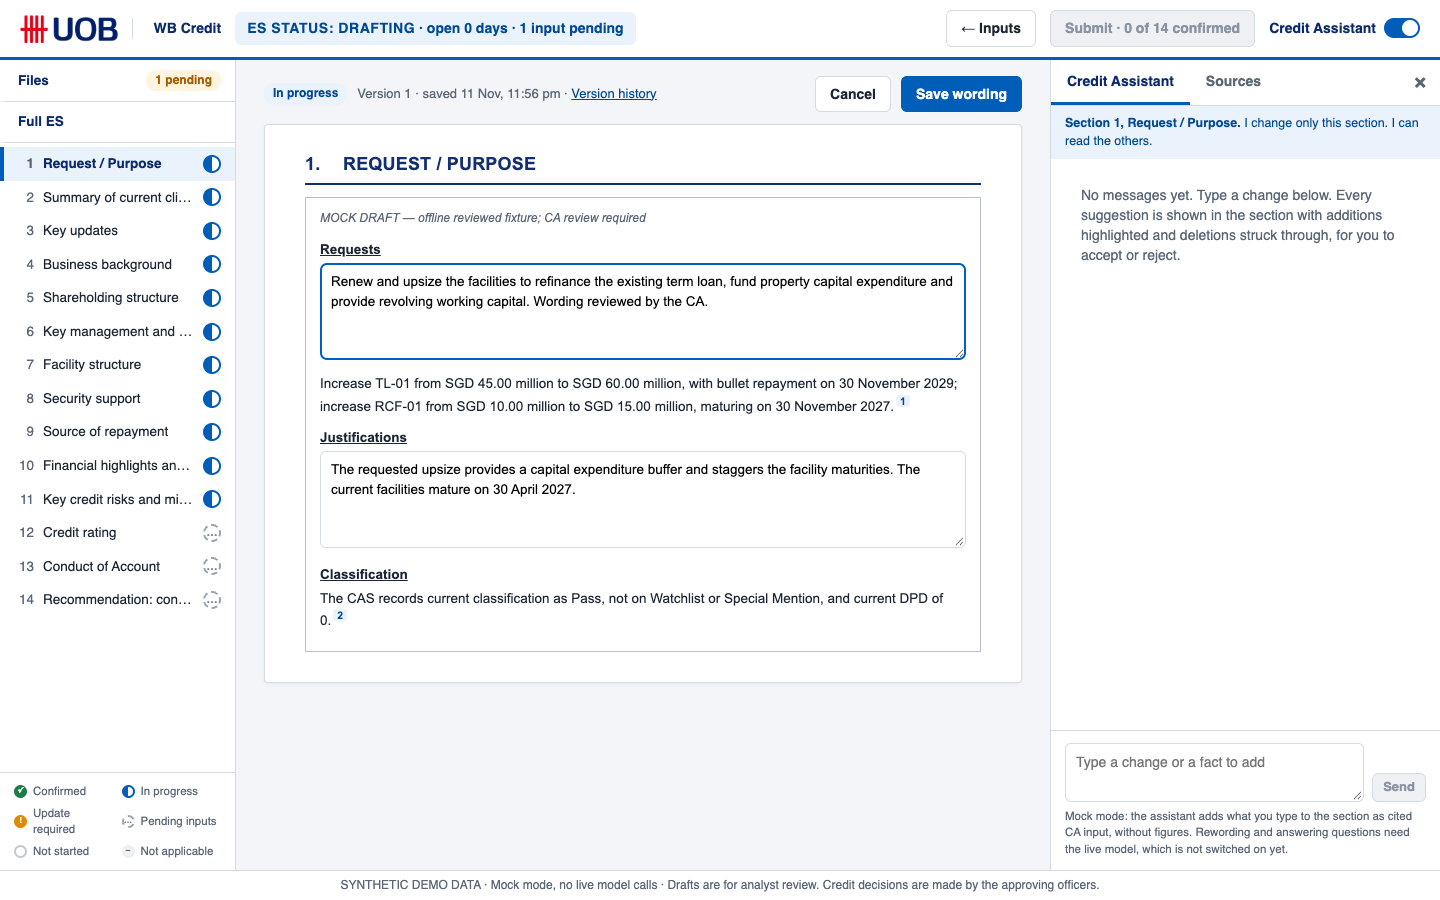 UOB
WB Credit
ES STATUS: DRAFTING · open 0 days · 1 input pending
← Inputs
Submit · 0 of 14 confirmed
Credit Assistant
Files
1 pending
Full ES
1 Request / Purpose
2 Summary of current cli...
3 Key updates
4 Business background
5 Shareholding structure
6 Key management and ...
7 Facility structure
8 Security support
9 Source of repayment
10 Financial highlights an...
11 Key credit risks and mi...
12 Credit rating
13 Conduct of Account
14 Recommendation: con...
Confirmed
In progress
Update required
Pending inputs
Not started
Not applicable
In progress
Version 1 · saved 11 Nov, 11:56 pm · Version history
Cancel
Save wording
1. REQUEST / PURPOSE
MOCK DRAFT — offline reviewed fixture; CA review required
Requests
Renew and upsize the facilities to refinance the existing term loan, fund property capital expenditure and
provide revolving working capital. Wording reviewed by the CA.
Increase TL-01 from SGD 45.00 million to SGD 60.00 million, with bullet repayment on 30 November 2029;
increase RCF-01 from SGD 10.00 million to SGD 15.00 million, maturing on 30 November 2027. 1
Justifications
The requested upsize provides a capital expenditure buffer and staggers the facility maturities. The
current facilities mature on 30 April 2027.
Classification
The CAS records current classification as Pass, not on Watchlist or Special Mention, and current DPD of
0. 2
Credit Assistant
Sources
×
Section 1, Request / Purpose. I change only this section. I can
read the others.
No messages yet. Type a change below. Every
suggestion is shown in the section with additions
highlighted and deletions struck through, for you to
accept or reject.
Type a change or a fact to add
Send
Mock mode: the assistant adds what you type to the section as cited
CA input, without figures. Rewording and answering questions need
the live model, which is not switched on yet.
SYNTHETIC DEMO DATA · Mock mode, no live model calls · Drafts are for analyst review. Credit decisions are made by the approving officers.